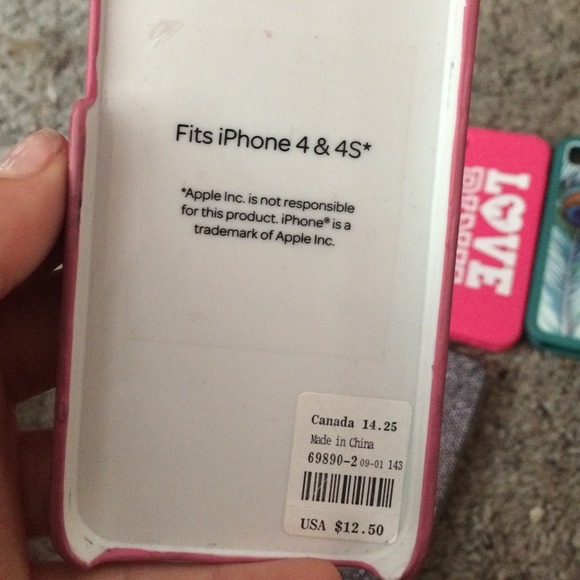 Fits iPhone 4 & 4S*
*Apple Inc. is not responsible
for this product. iPhone® is a
trademark of Apple Inc.
Canada 14.25
Made in China
69890-2 09-01 143
USA $12.50
LOVE